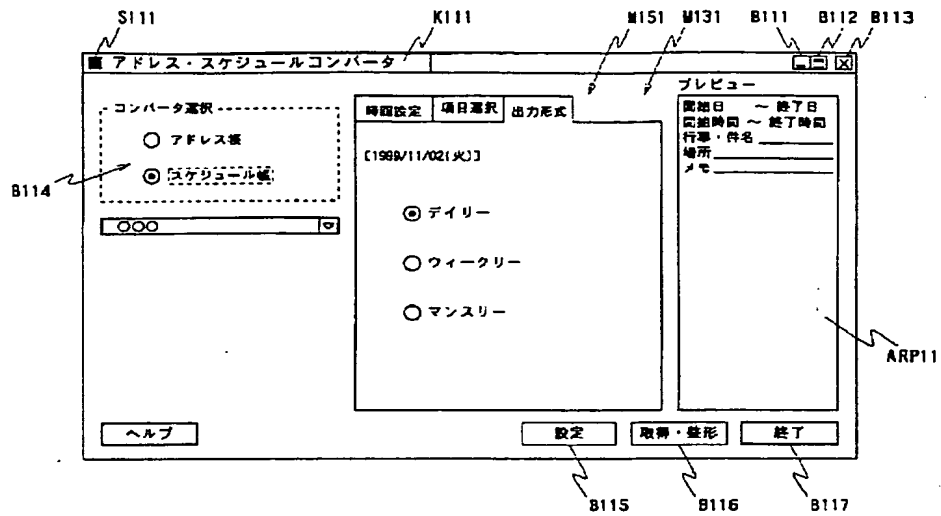 S111 K111 M151 M131 B111 B112 B113
アドレス・スケジュールコンバータ
プレビュー
コンバータ選択
アドレス帳
スケジュール帳
B114
○○○
時間設定 項目選択 出力形式
[1999/11/02(火)]
デイリー
ウィークリー
マンスリー
開始日 ~ 終了日
開始時間 ~ 終了時間
行事・件名
場所
メモ
ARP11
ヘルプ 設定 取得・整形 終了
B115 B116 B117